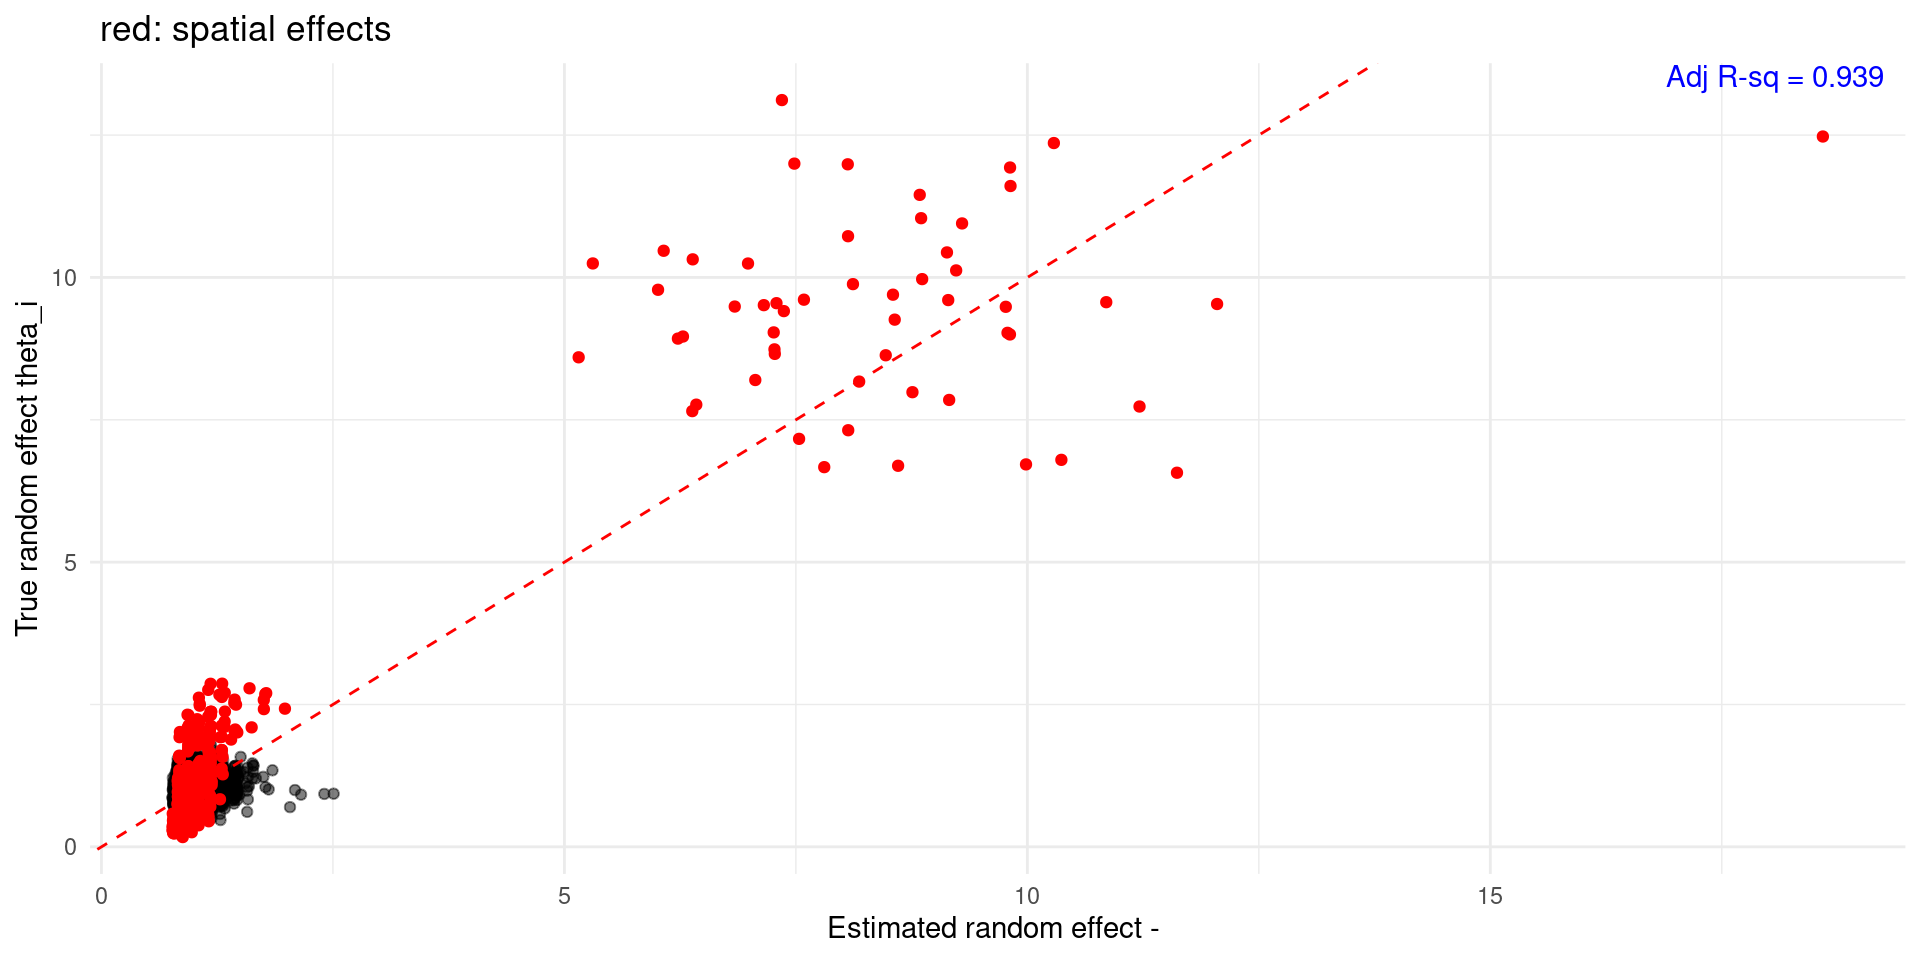 red: spatial effects
Adj R-sq = 0.939
True random effect theta_i
10
5
0
0
5
10
15
Estimated random effect -